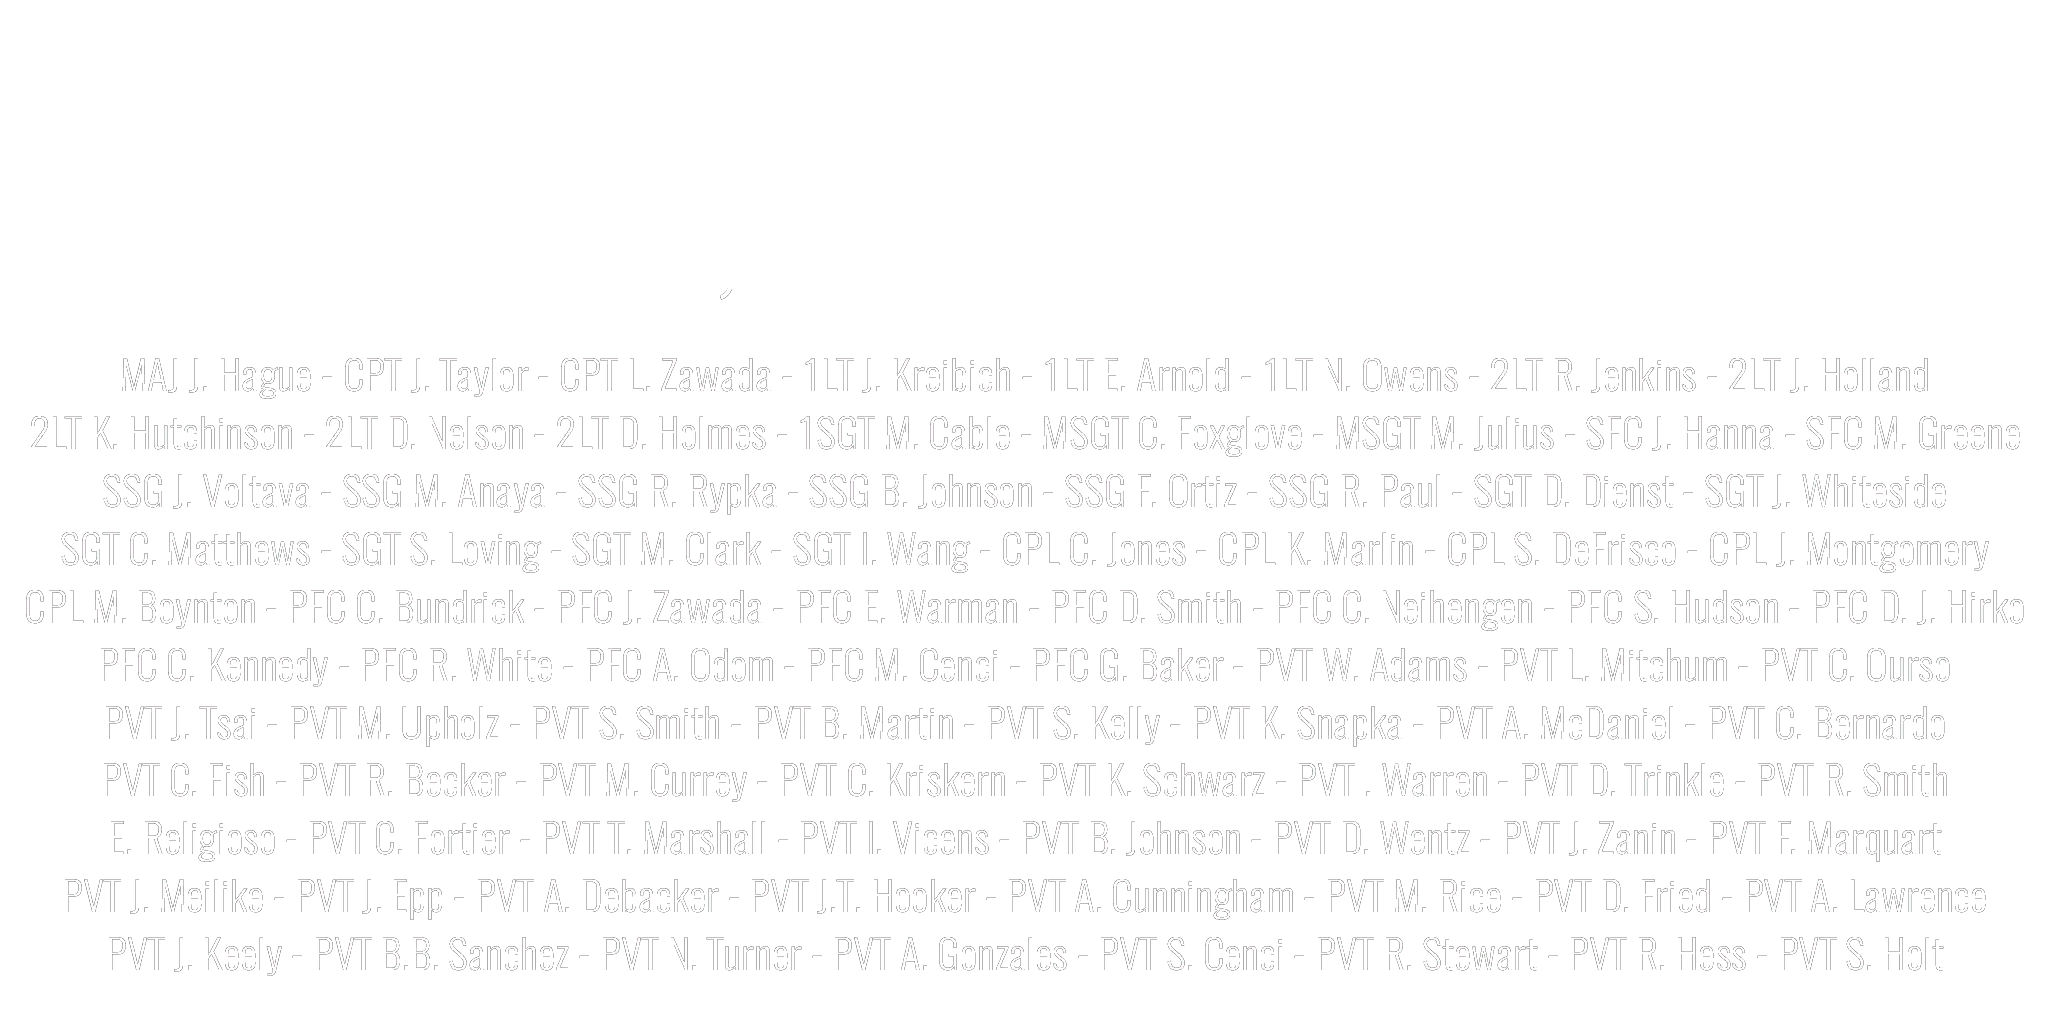 MAJ J. Hague - CPT J. Taylor - CPT L. Zawada - 1LT J. Kreibich - 1LT E. Arnold - 1LT N. Owens - 2LT R. Jenkins - 2LT J. Holland
2LT K. Hutchinson - 2LT D. Nelson - 2LT D. Holmes - 1SGT M. Cable - MSGT C. Foxglove - MSGT M. Julius - SFC J. Hanna - SFC M. Greene
SSG J. Voltava - SSG M. Anaya - SSG R. Rypka - SSG B. Johnson - SSG F. Ortiz - SSG R. Paul - SGT D. Dienst - SGT J. Whiteside
SGT C. Matthews - SGT S. Loving - SGT M. Clark - SGT I. Wang - CPL C. Jones - CPL K. Marlin - CPL S. DeFrisco - CPL J. Montgomery
CPL M. Boynton - PFC C. Bundrick - PFC J. Zawada - PFC E. Warman - PFC D. Smith - PFC C. Neihengen - PFC S. Hudson - PFC D. J. Hirko
PFC C. Kennedy - PFC R. White - PFC A. Odom - PFC M. Cenci - PFC G. Baker - PVT W. Adams - PVT L. Mitchum - PVT C. Ourso
PVT J. Tsai - PVT M. Upholz - PVT S. Smith - PVT B. Martin - PVT S. Kelly - PVT K. Snapka - PVT A. McDaniel - PVT C. Bernardo
PVT C. Fish - PVT R. Becker - PVT M. Currey - PVT C. Kriskern - PVT K. Schwarz - PVT . Warren - PVT D. Trinkle - PVT R. Smith
E. Religioso - PVT C. Fortier - PVT T. Marshall - PVT I. Vicens - PVT B. Johnson - PVT D. Wentz - PVT J. Zanin - PVT F. Marquart
PVT J. Meilike - PVT J. Epp - PVT A. Debacker - PVT J.T. Hooker - PVT A. Cunningham - PVT M. Rice - PVT D. Fried - PVT A. Lawrence
PVT J. Keely - PVT B.B. Sanchez - PVT N. Turner - PVT A. Gonzales - PVT S. Cenci - PVT R. Stewart - PVT R. Hess - PVT S. Holt